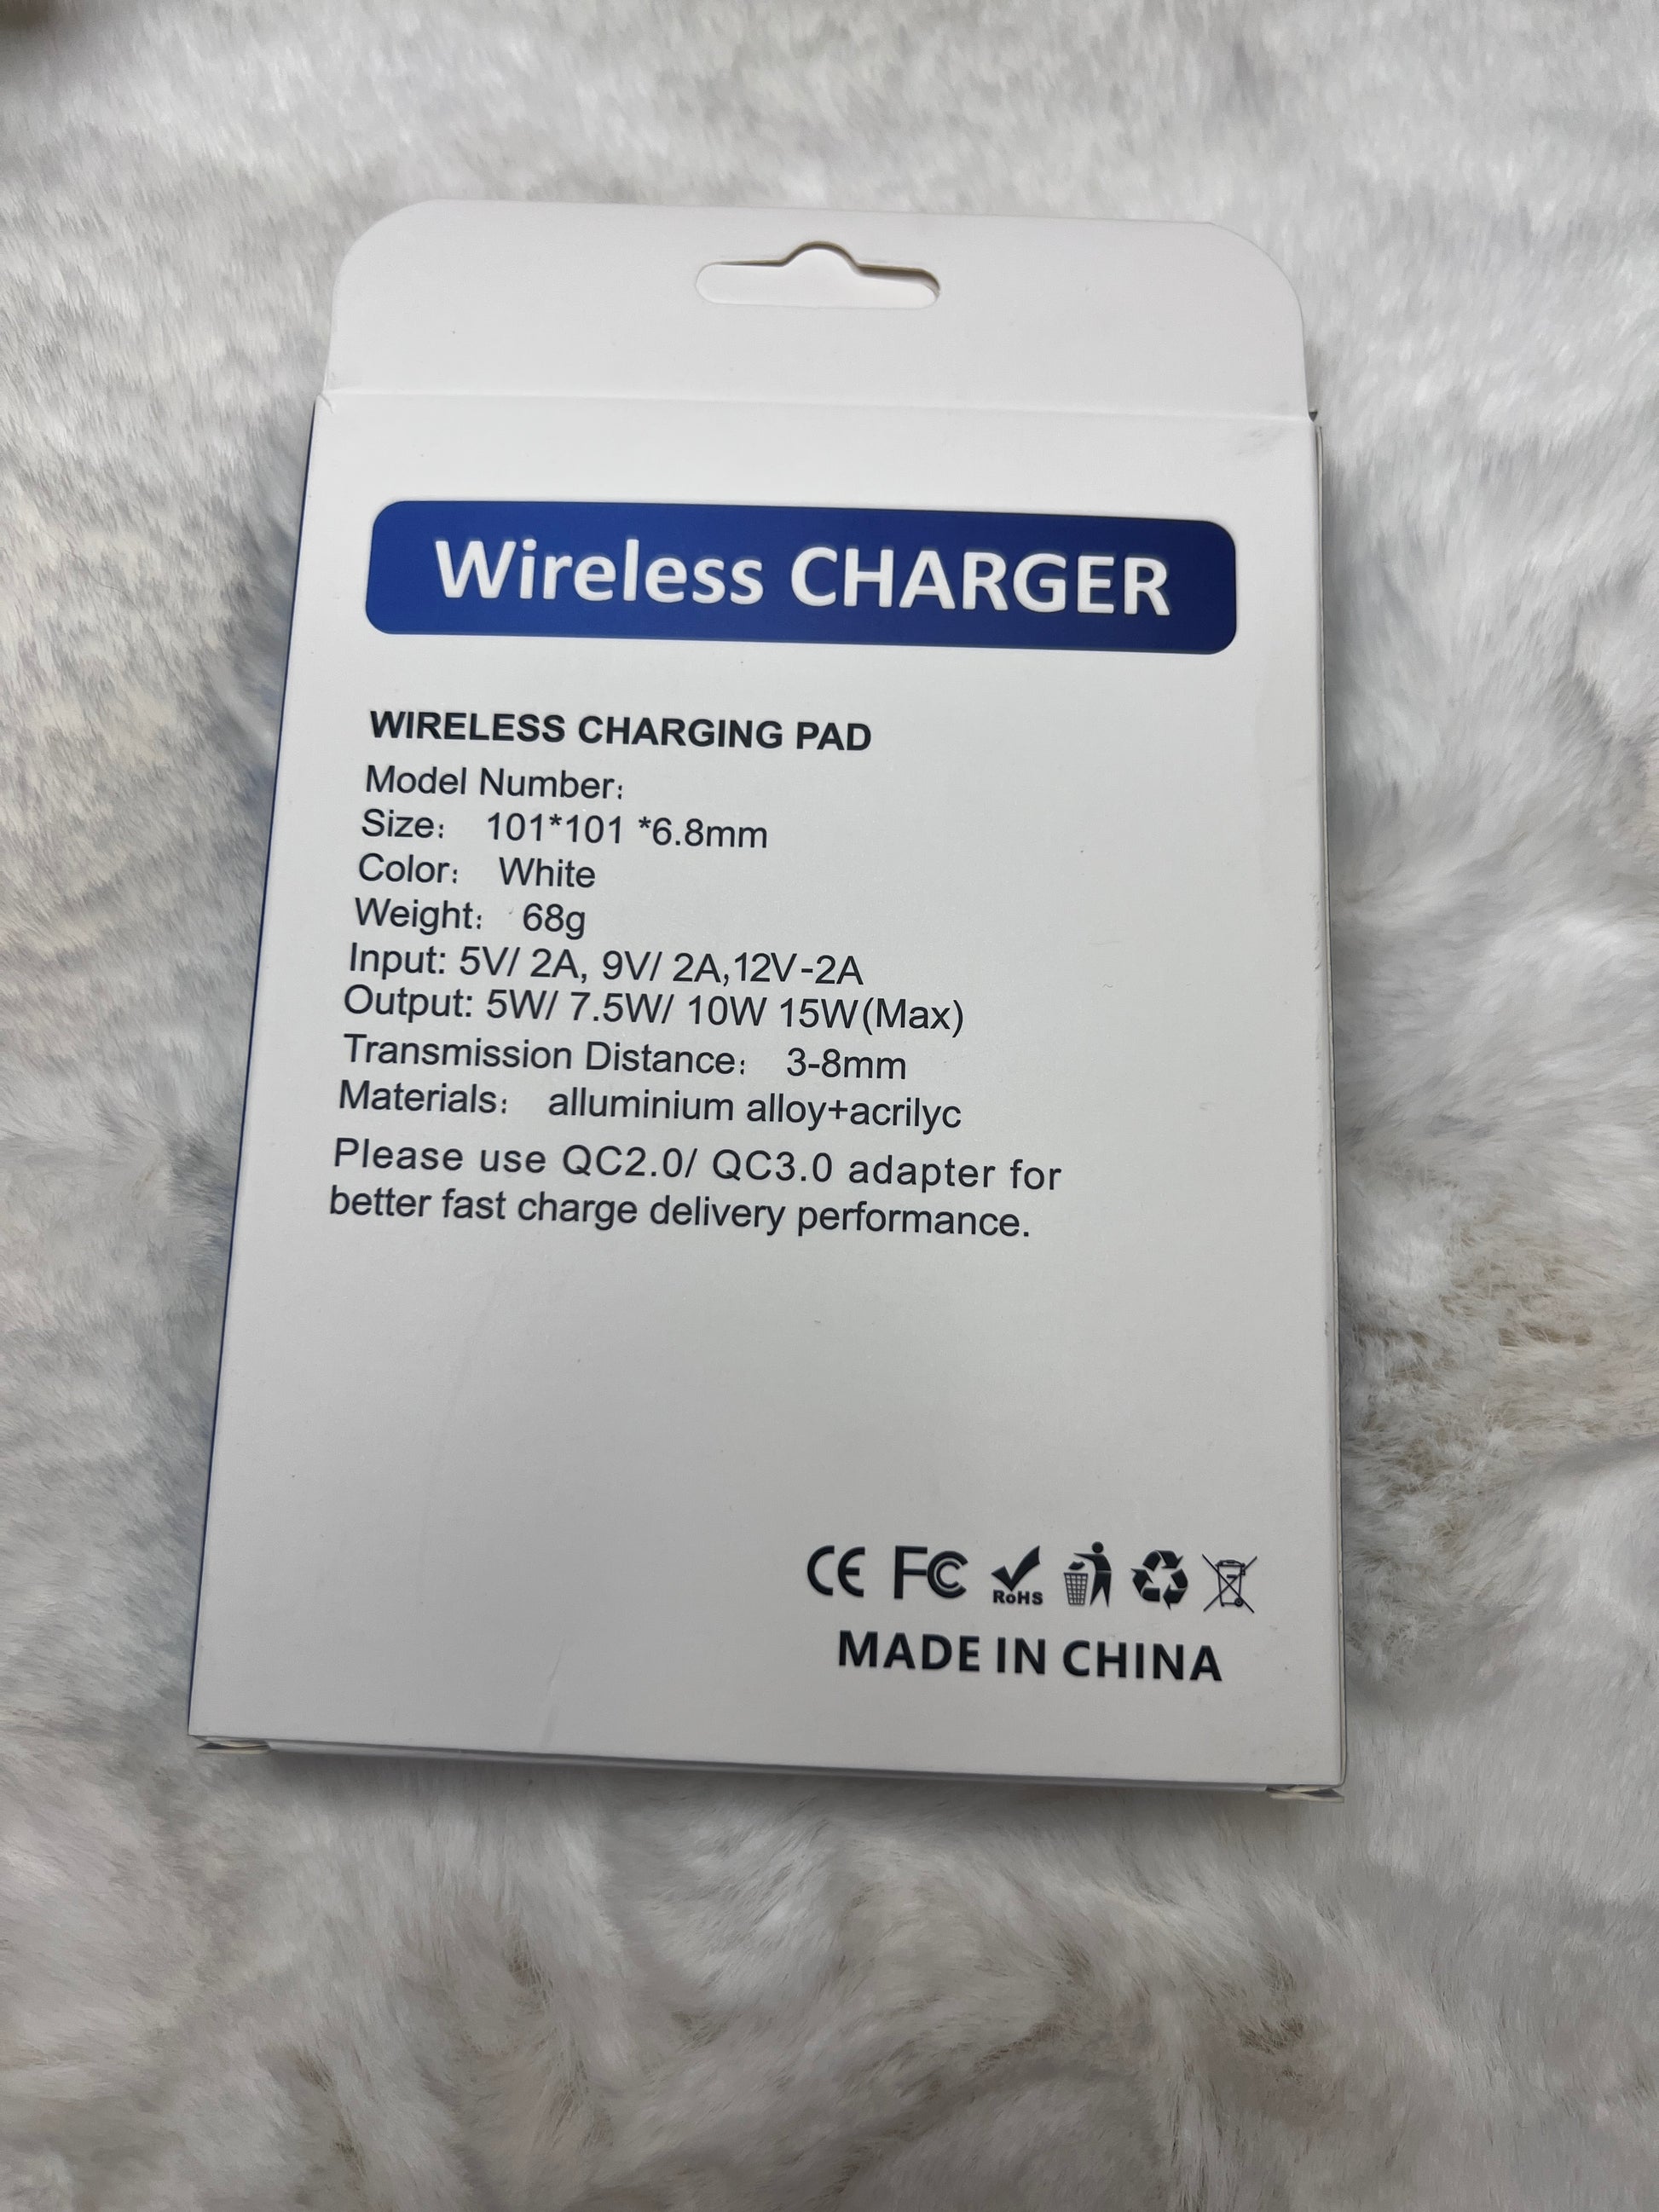 Wireless CHARGER
WIRELESS CHARGING PAD
Model Number:
Size: 101*101 *6.8mm
Color: White
Weight: 68g
Input: 5V/ 2A, 9V/ 2A,12V-2A
Output: 5W/ 7.5W/ 10W 15W(Max)
Transmission Distance: 3-8mm
Materials: alluminium alloy+acrilyc
Please use QC2.0/ QC3.0 adapter for
better fast charge delivery performance.
CE FC RoHS
MADE IN CHINA